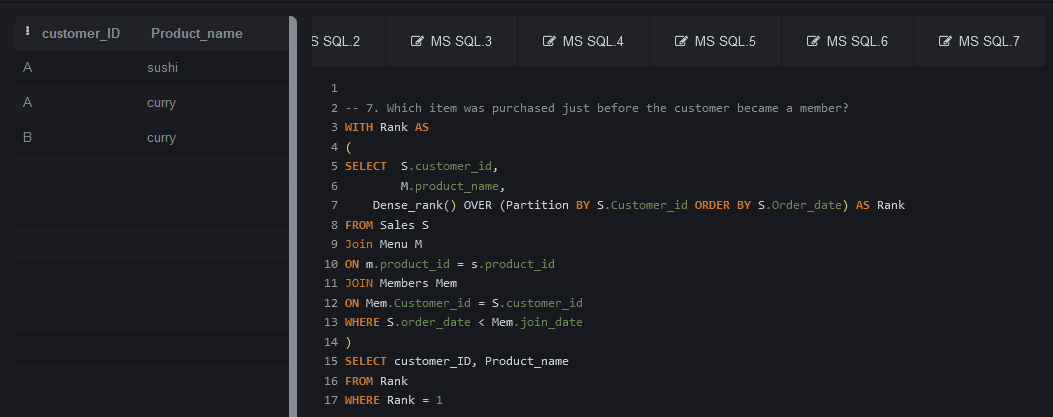 customer_ID Product_name
A sushi
A curry
B curry
S SQL.2 MS SQL.3 MS SQL.4 MS SQL.5 MS SQL.6 MS SQL.7
1
2 -- 7. Which item was purchased just before the customer became a member?
3 WITH Rank AS
4 (
5 SELECT  S.customer_id,
6         M.product_name,
7     Dense_rank() OVER (Partition BY S.Customer_id ORDER BY S.Order_date) AS Rank
8 FROM Sales S
9 Join Menu M
10 ON m.product_id = s.product_id
11 JOIN Members Mem
12 ON Mem.Customer_id = S.customer_id
13 WHERE S.order_date < Mem.join_date
14 )
15 SELECT customer_ID, Product_name
16 FROM Rank
17 WHERE Rank = 1